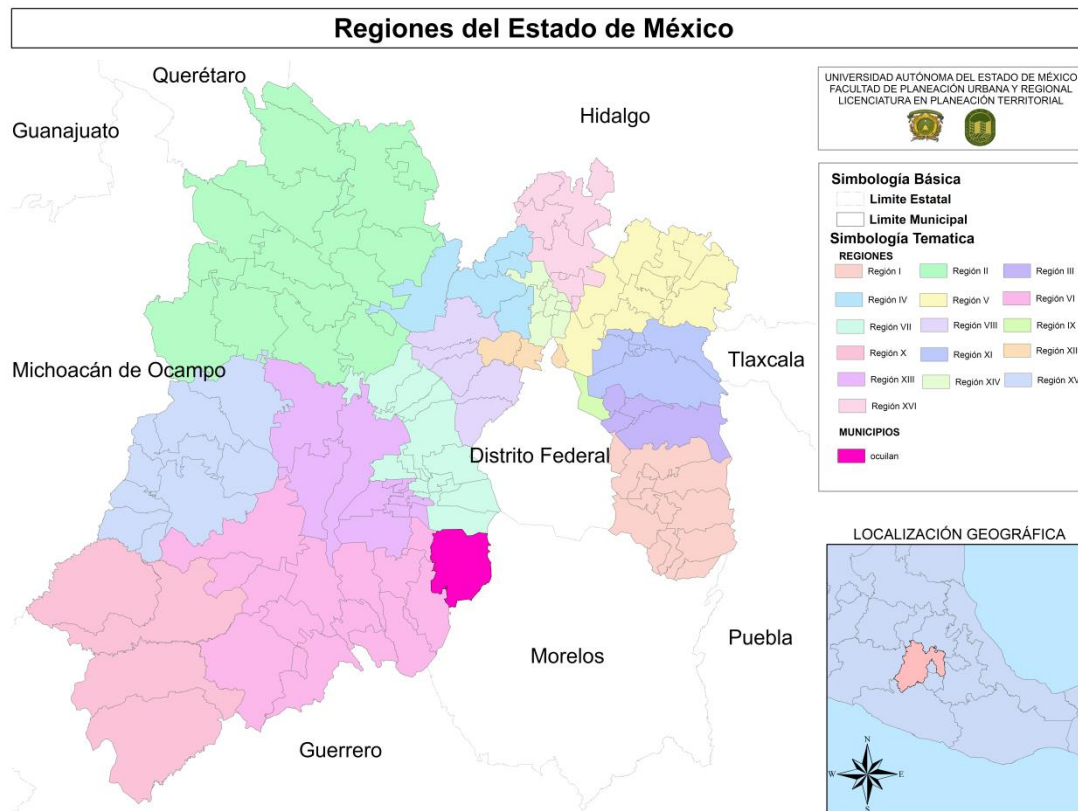 Regiones del Estado de México
Querétaro
Guanajuato
Hidalgo
Michoacán de Ocampo
Tlaxcala
Distrito Federal
Morelos
Puebla
Guerrero
UNIVERSIDAD AUTÓNOMA DEL ESTADO DE MÉXICO
FACULTAD DE PLANEACIÓN URBANA Y REGIONAL
LICENCIATURA EN PLANEACIÓN TERRITORIAL
Simbología Básica
Limite Estatal
Limite Municipal
Simbología Tematica
REGIONES
Región I Región II Región III
Región IV Región V Región VI
Región VII Región VIII Región IX
Región X Región XI Región XII
Región XIII Región XIV Región XV
Región XVI
MUNICIPIOS
ocuilan
LOCALIZACIÓN GEOGRÁFICA
N
W E
S